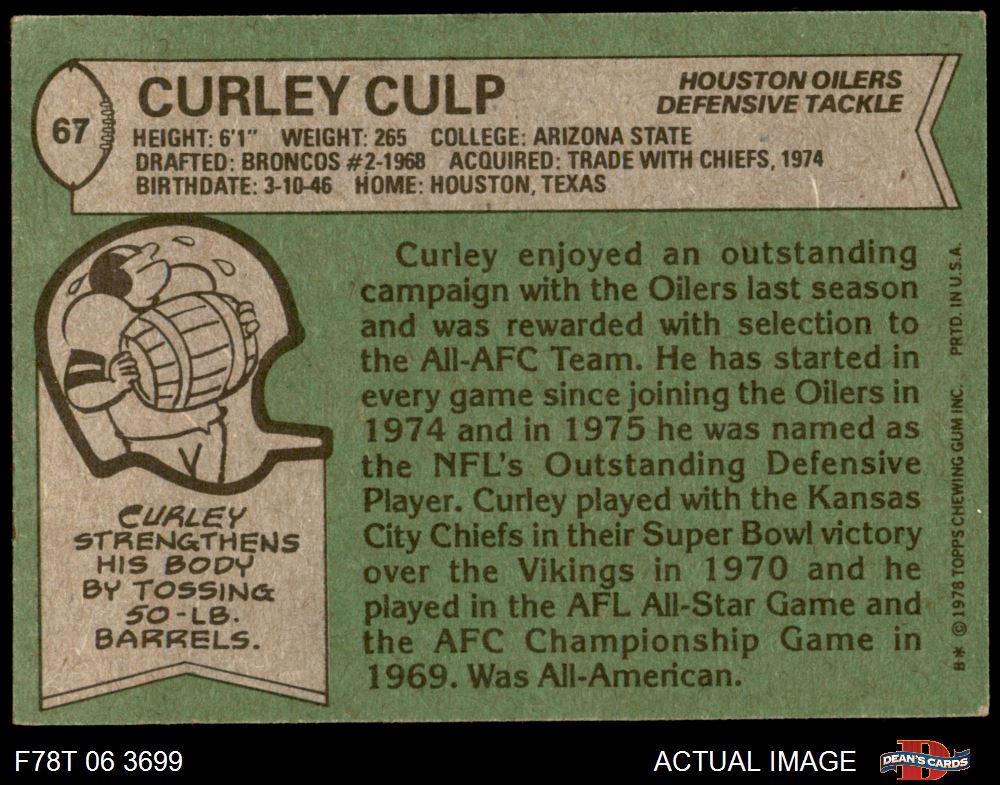 67
CURLEY CULP
HOUSTON OILERS
DEFENSIVE TACKLE
HEIGHT: 6'1" WEIGHT: 265 COLLEGE: ARIZONA STATE
DRAFTED: BRONCOS #2-1968 ACQUIRED: TRADE WITH CHIEFS, 1974
BIRTHDATE: 3-10-46 HOME: HOUSTON, TEXAS
CURLEY
STRENGTHENS
HIS BODY
BY TOSSING
50-LB.
BARRELS.
Curley enjoyed an outstanding
campaign with the Oilers last season
and was rewarded with selection to
the All-AFC Team. He has started in
every game since joining the Oilers in
1974 and in 1975 he was named as
the NFL's Outstanding Defensive
Player. Curley played with the Kansas
City Chiefs in their Super Bowl victory
over the Vikings in 1970 and he
played in the AFL All-Star Game and
the AFC Championship Game in
1969. Was All-American.
B* © 1978 TOPPS CHEWING GUM INC. PRTD. IN U.S.A.
F78T 06 3699
ACTUAL IMAGE
D
DEAN'S CARDS